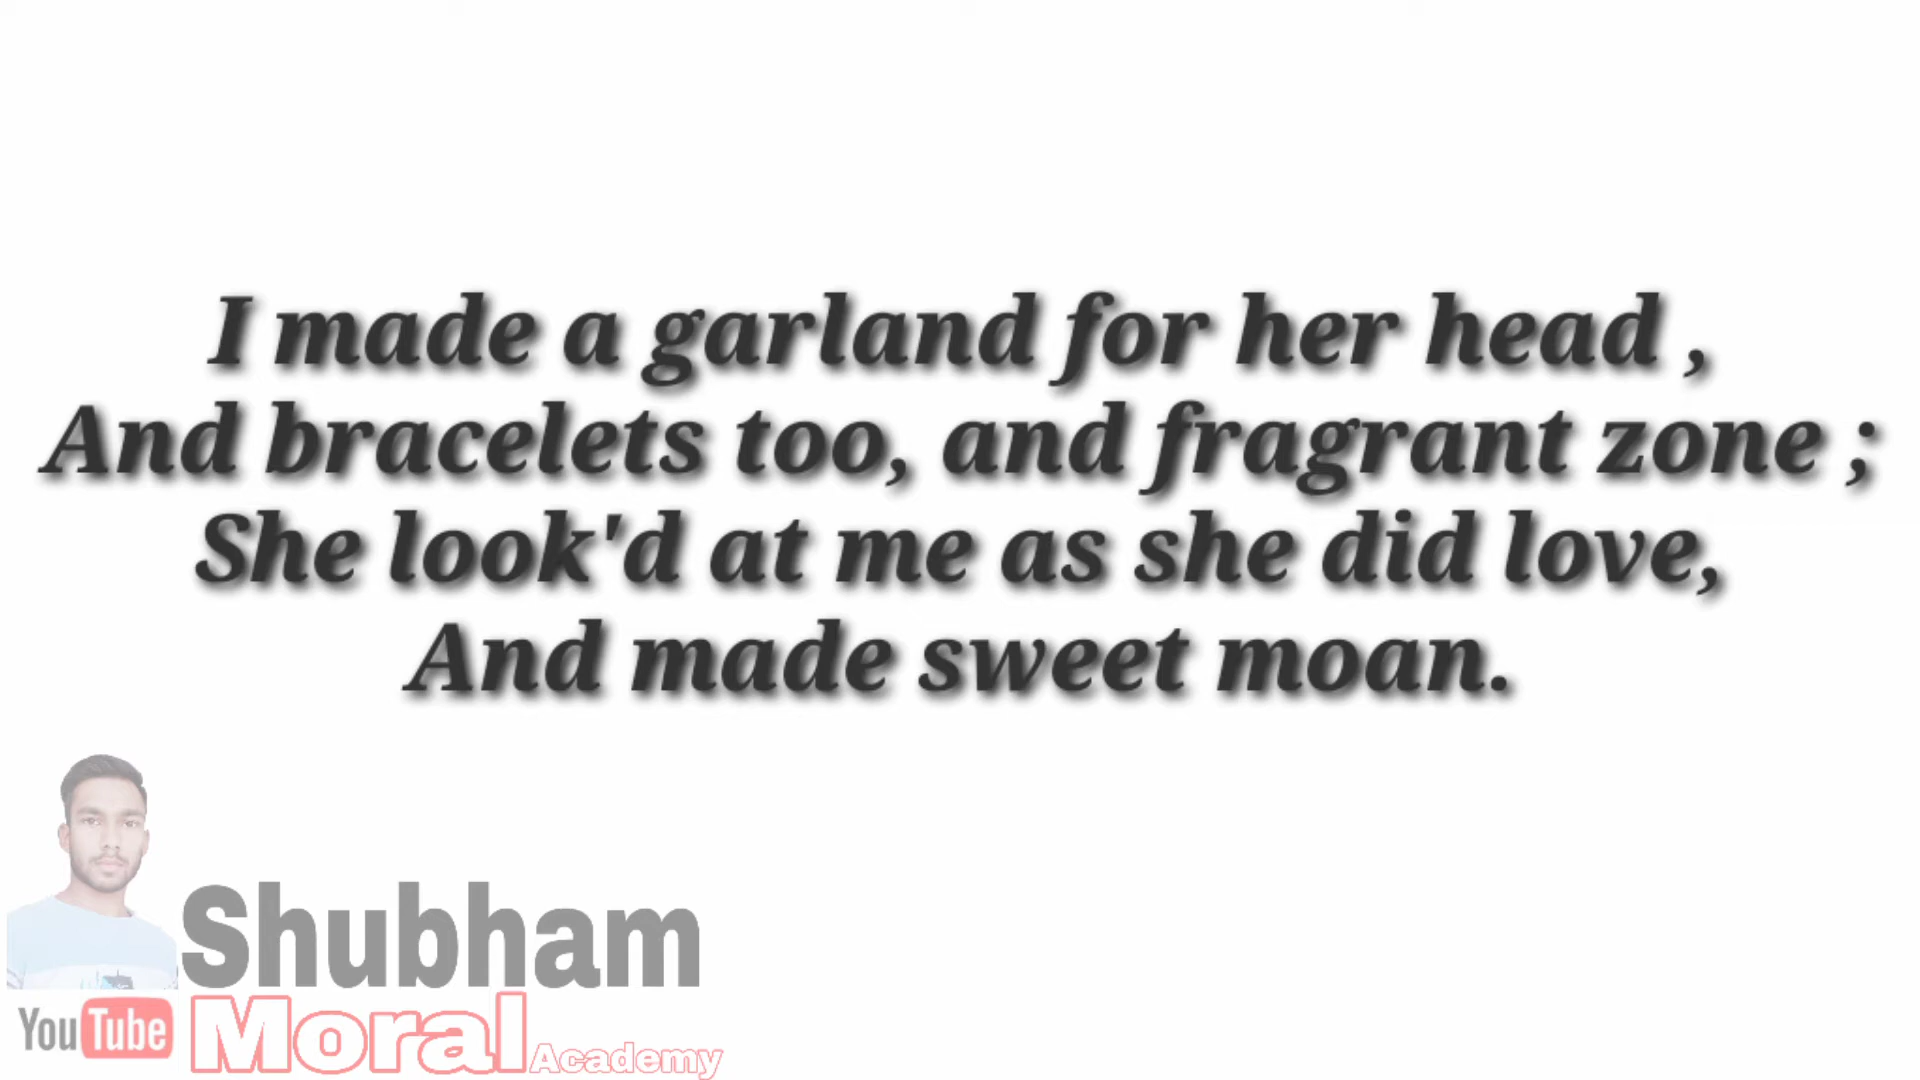 I made a garland for her head ,
And bracelets too, and fragrant zone ;
She look'd at me as she did love,
And made sweet moan.
Shubham
YouTube Moral Academy